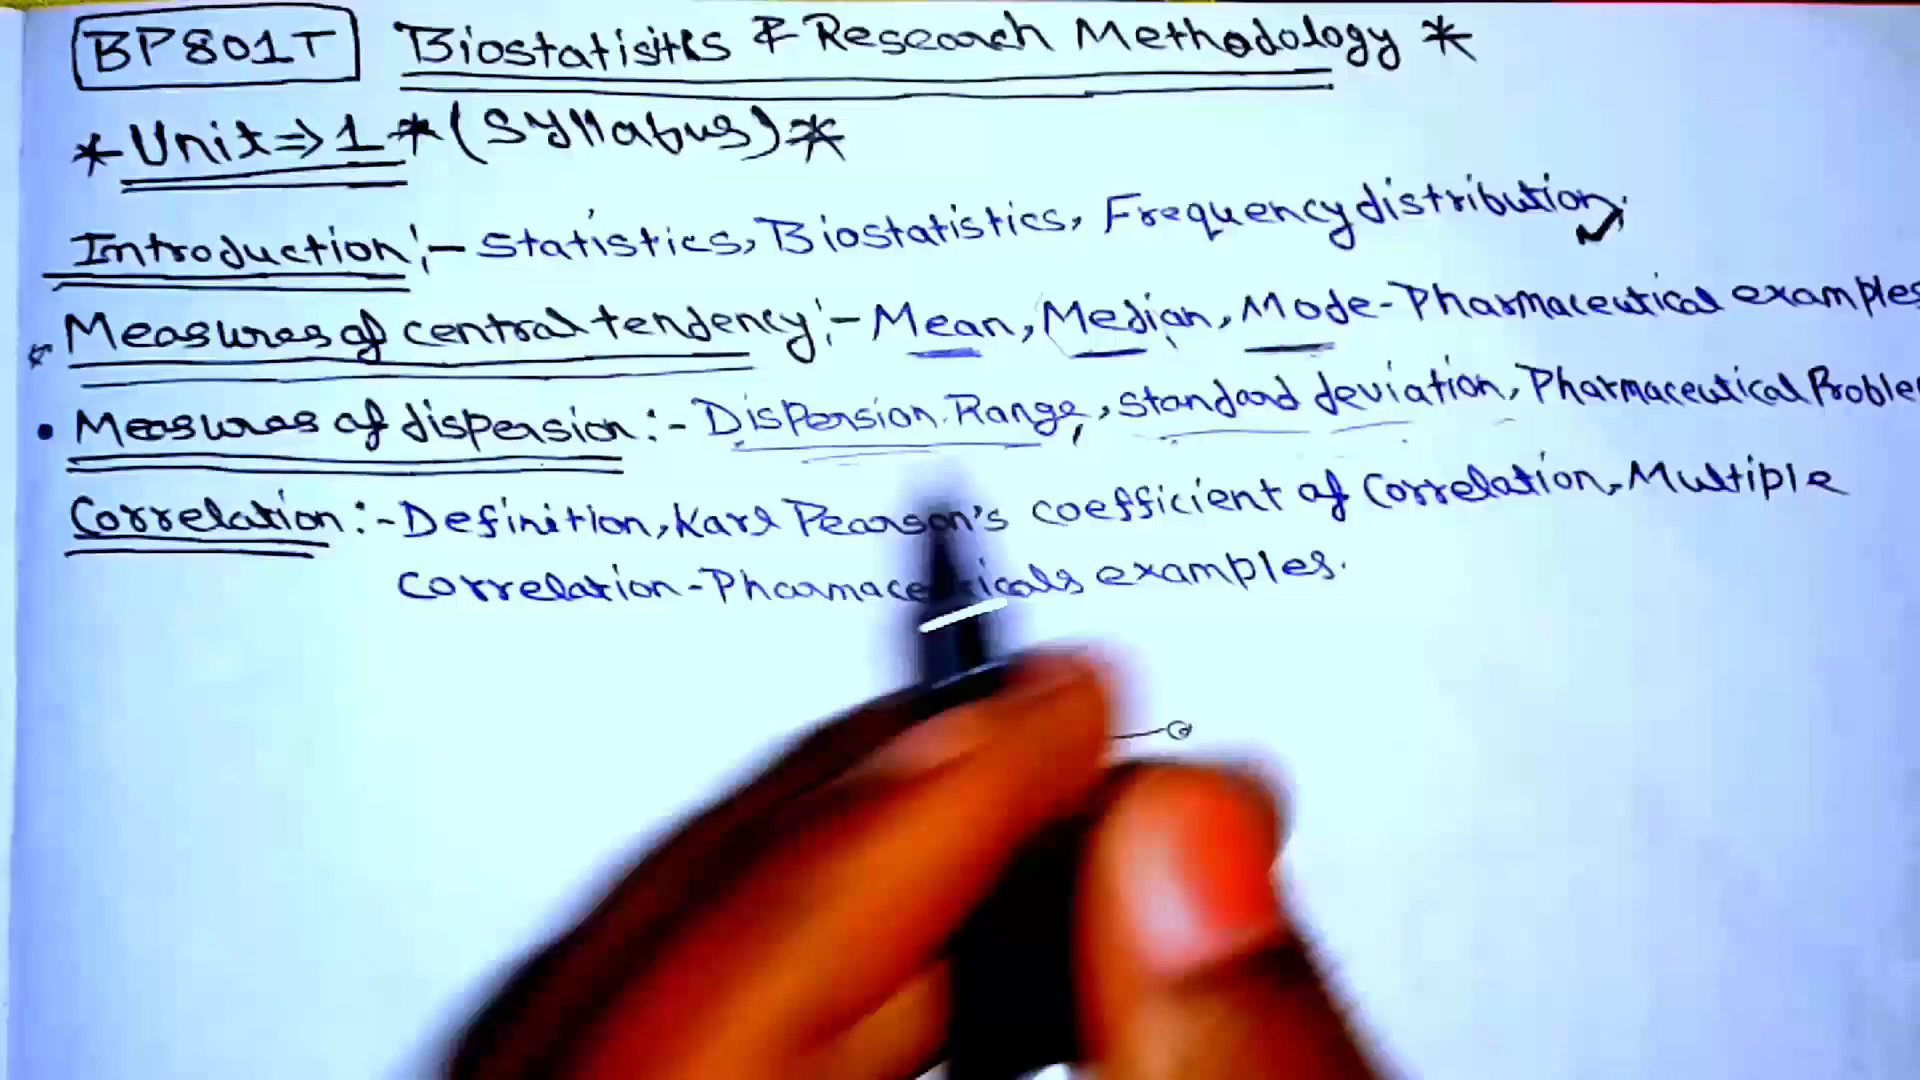 BP801T Biostatisitcs & Research Methodology *
* Unit ⇒ 1 * (Syllabus) *
Introduction :- Statistics, Biostatistics, Frequency distribution.
Measures of central tendency :- Mean, Median, Mode - Pharmaceutical examples
• Measures of dispersion :- Dispersion. Range, standard deviation, Pharmaceutical Proble
Correlation :- Definition, Karl Pearson's coefficient of Correlation, Multiple
Correlation - Pharmaceuticals examples.